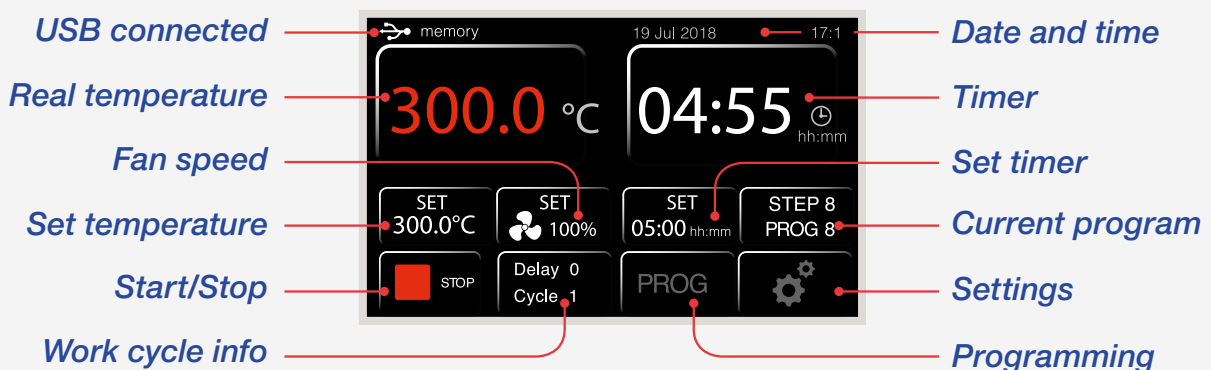 USB connected
Real temperature
Fan speed
Set temperature
Start/Stop
Work cycle info
memory
19 Jul 2018 17:1
300.0 °C
04:55
hh:mm
SET
300.0°C
SET
100%
SET
05:00 hh:mm
STEP 8
PROG 8
STOP
Delay 0
Cycle 1
PROG
Date and time
Timer
Set timer
Current program
Settings
Programming